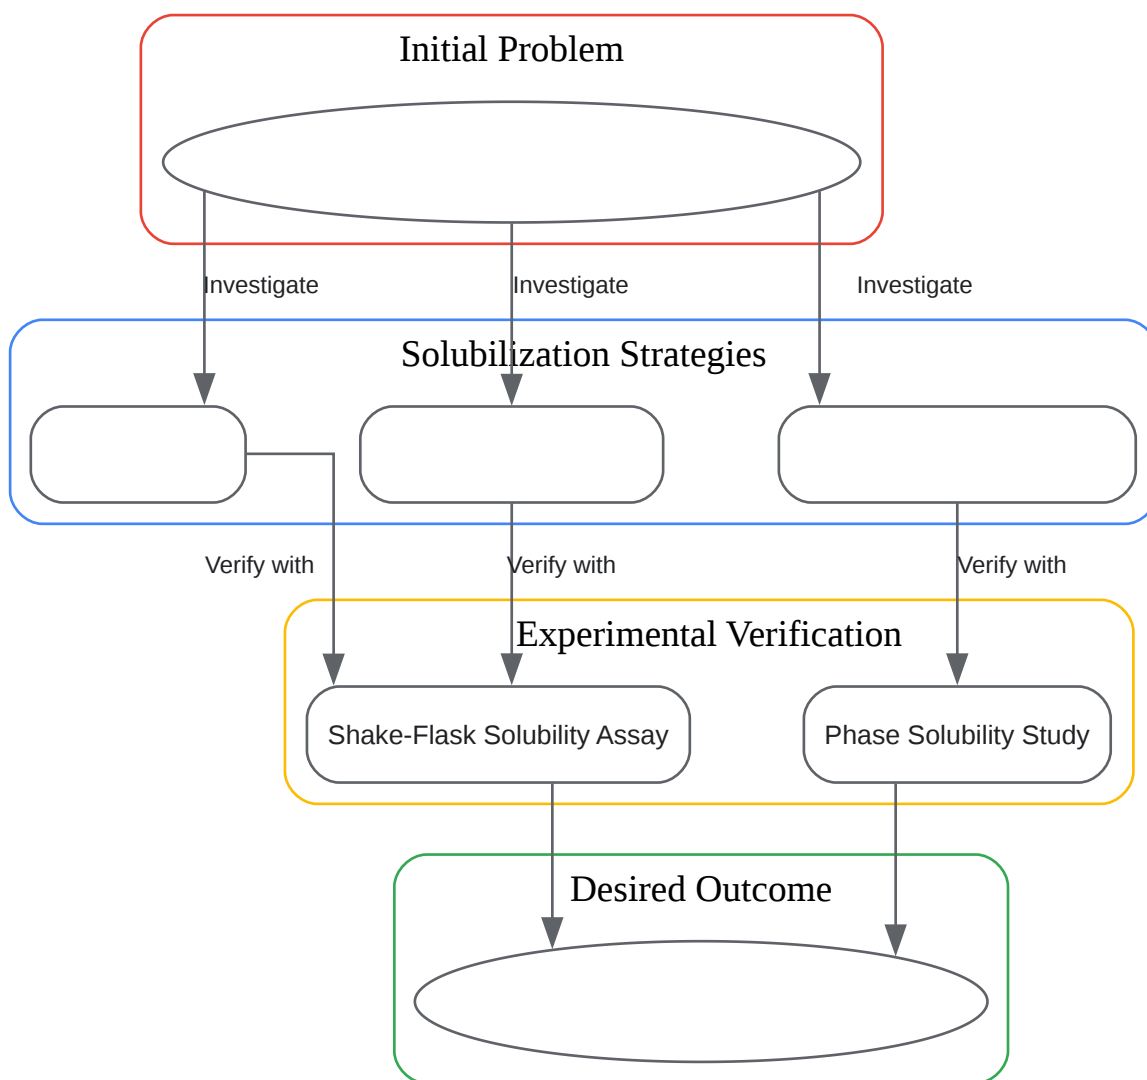 Initial Problem
Investigate
Investigate
Investigate
Solubilization Strategies
Verify with
Verify with
Verify with
Experimental Verification
Shake-Flask Solubility Assay
Phase Solubility Study
Desired Outcome